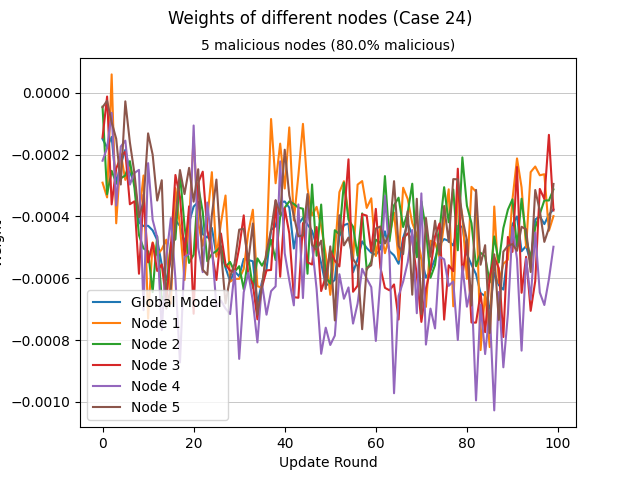 Weights of different nodes (Case 24)
5 malicious nodes (80.0% malicious)
0.0000
−0.0002
−0.0004
−0.0006
−0.0008
−0.0010
Global Model
Node 1
Node 2
Node 3
Node 4
Node 5
0
20
40
60
80
100
Update Round